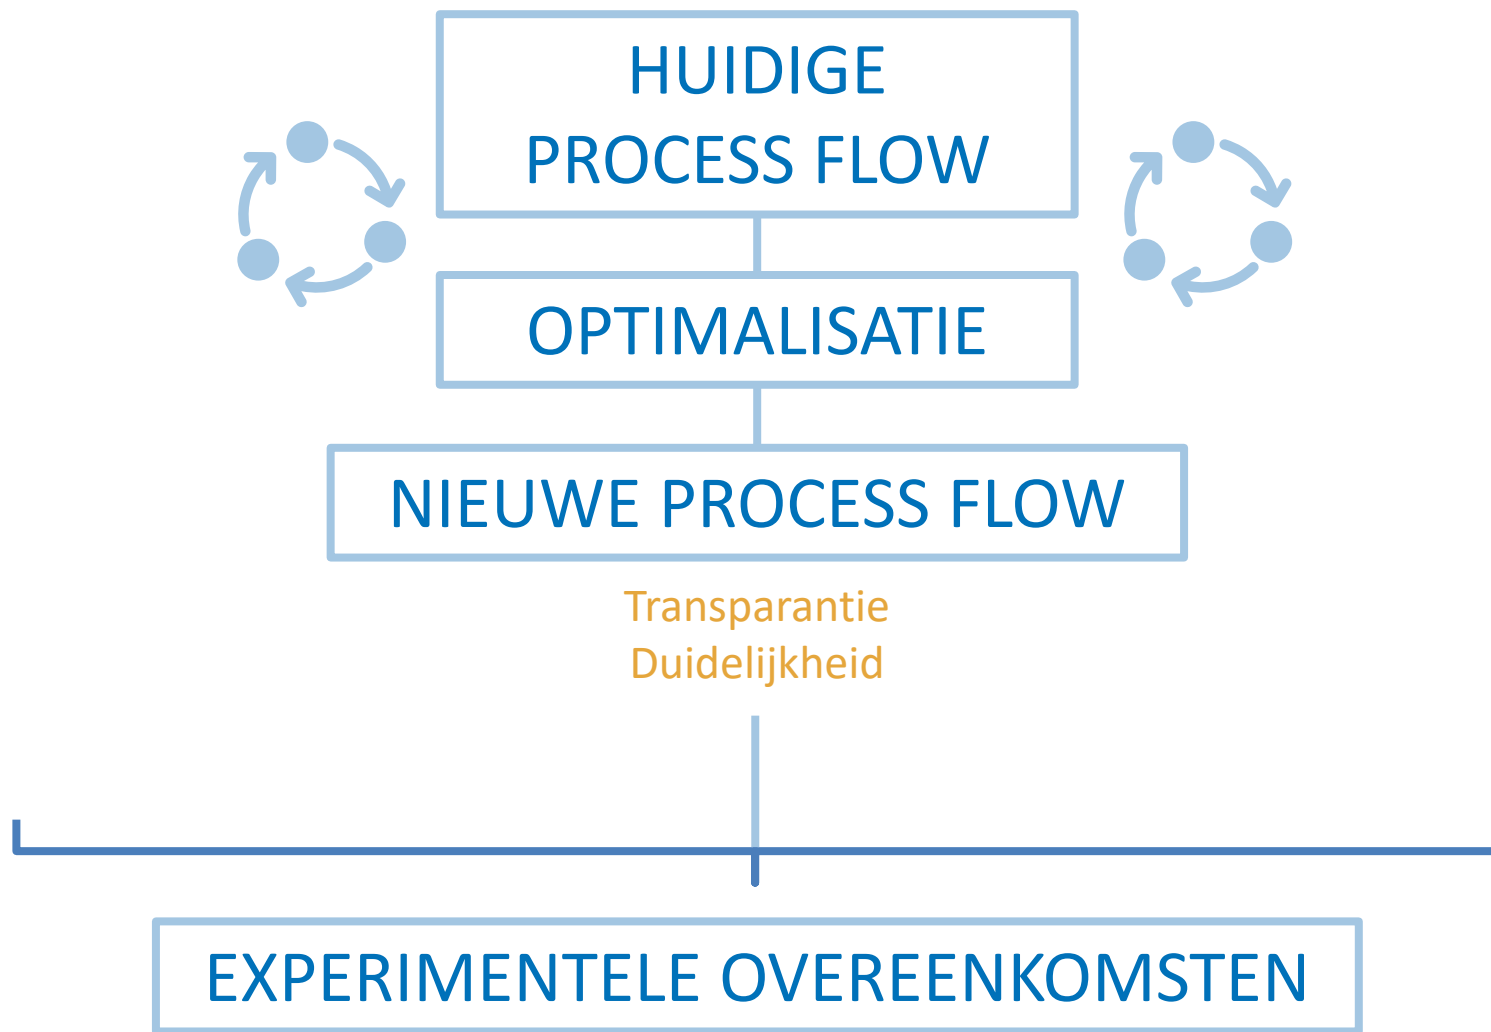 HUIDIGE
PROCESS FLOW
OPTIMALISATIE
NIEUWE PROCESS FLOW
Transparantie
Duidelijkheid
EXPERIMENTELE OVEREENKOMSTEN